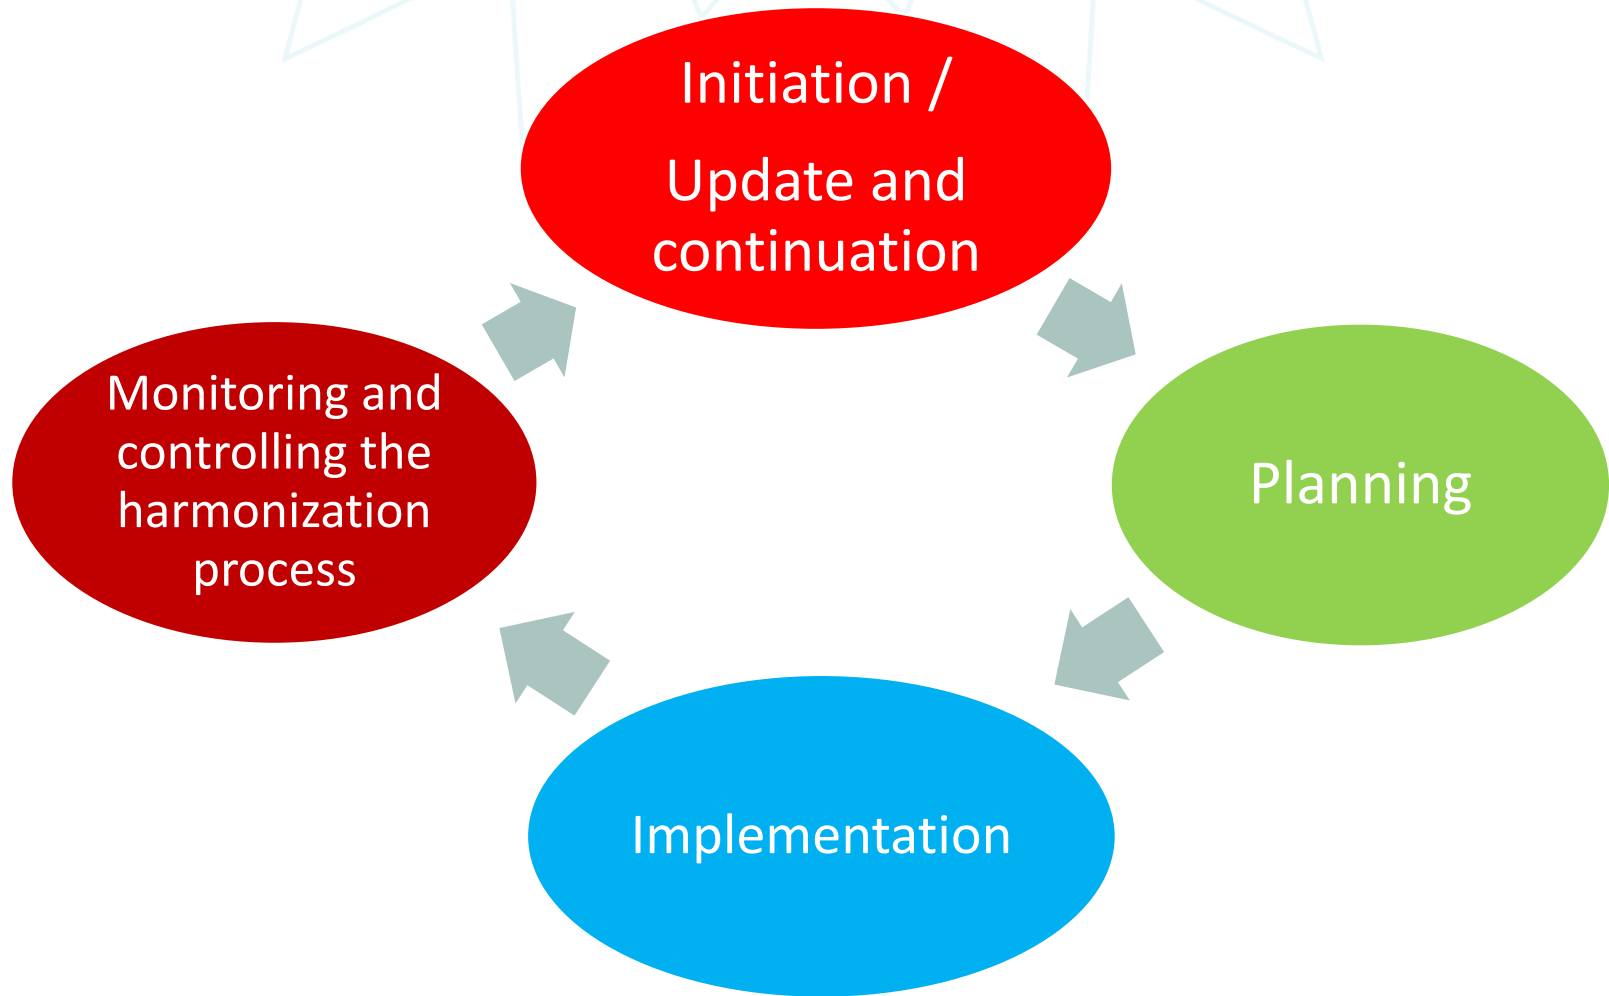 Initiation /
Update and
continuation
Monitoring and
controlling the
harmonization
process
Planning
Implementation